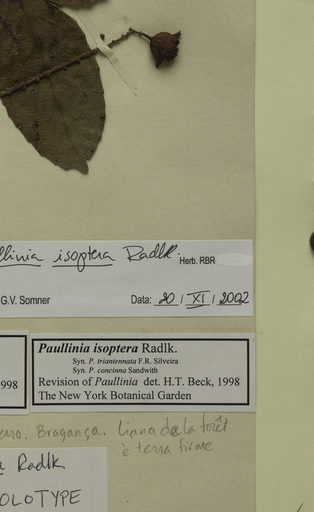 llinia isoptera Radlk.
Herb. RBR
G.V. Somner Data: 20 / XI / 2002
1998
Paullinia isoptera Radlk.
Syn. P. triantennata F.R. Silveira
Syn. P. concinna Sandwith
Revision of Paullinia det. H.T. Beck, 1998
The New York Botanical Garden
Bragança. liana de la forêt
è terra firme
Radlk
OLOTYPE